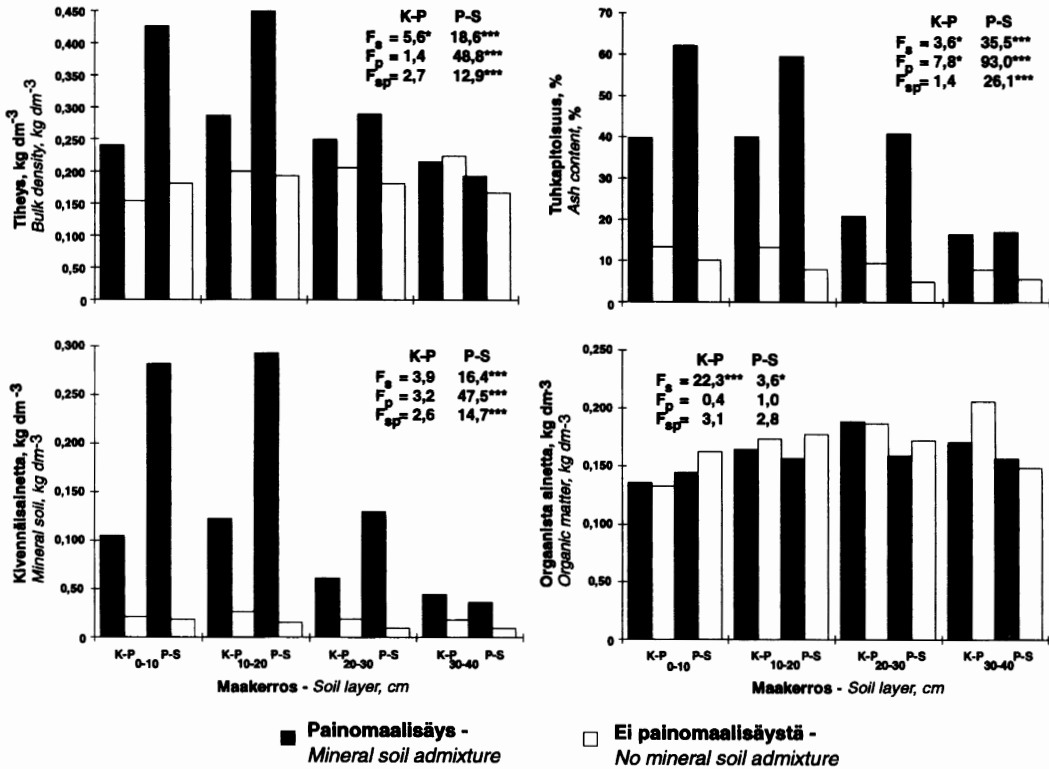 K-P P-S
Fs = 5,6* 18,6***
Fp = 1,4 48,8***
Fsp = 2,7 12,9***
0,450
0,400
0,350
0,300
0,250
0,200
0,150
0,100
0,50
0
Tiheys, kg dm-3
Bulk density, kg dm-3
K-P P-S
Fs = 3,6* 35,5***
Fp = 7,8* 93,0***
Fsp = 1,4 26,1***
70
60
50
40
30
20
10
0
Tuhkapitoisuus, %
Ash content, %
K-P P-S
Fs = 3,9 16,4***
Fp = 3,2 47,5***
Fsp = 2,6 14,7***
0,300
0,250
0,200
0,150
0,100
0,50
0
Kivennäisainetta, kg dm-3
Mineral soil, kg dm-3
K-P P-S K-P P-S K-P P-S K-P P-S
0-10 10-20 20-30 30-40
Maakerros - Soil layer, cm
K-P P-S
Fs = 22,3*** 3,6*
Fp = 0,4 1,0
Fsp = 3,1 2,8
0,250
0,200
0,150
0,100
0,50
0
Orgaanista ainetta, kg dm-3
Organic matter, kg dm-3
K-P P-S K-P P-S K-P P-S K-P P-S
0-10 10-20 20-30 30-40
Maakerros - Soil layer, cm
Painomaalisäys -
Mineral soil admixture
Ei painomaalisäystä -
No mineral soil admixture